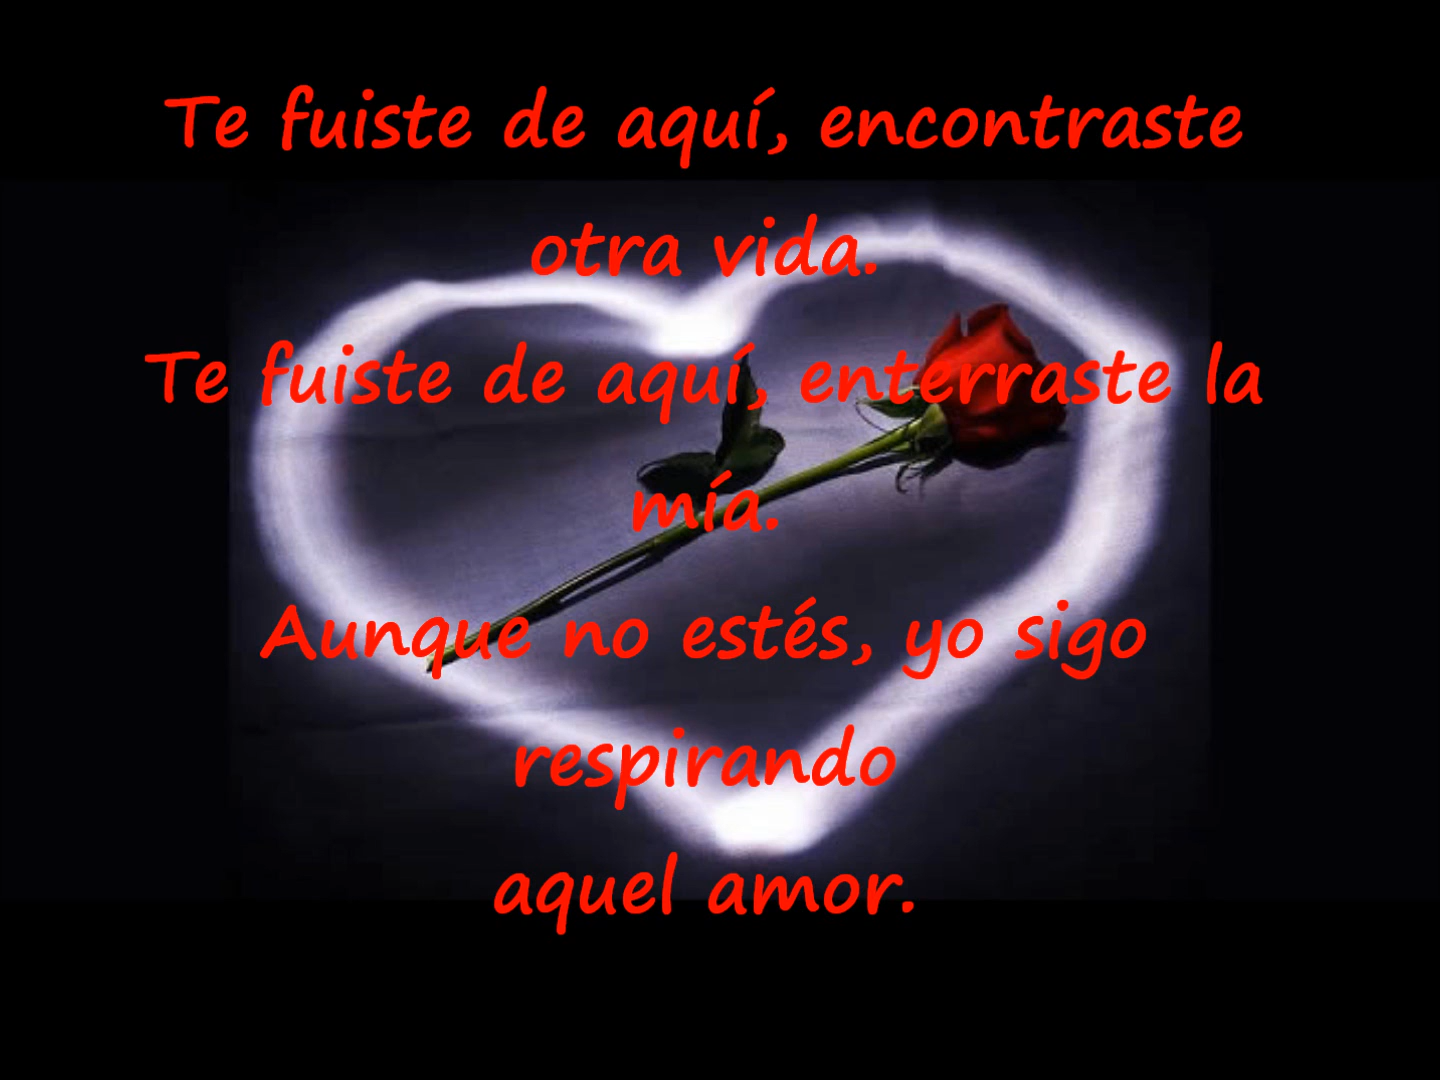 Te fuiste de aquí, encontraste
otra vida.
Te fuiste de aquí, enterraste la
mía.
Aunque no estés, yo sigo
respirando
aquel amor.